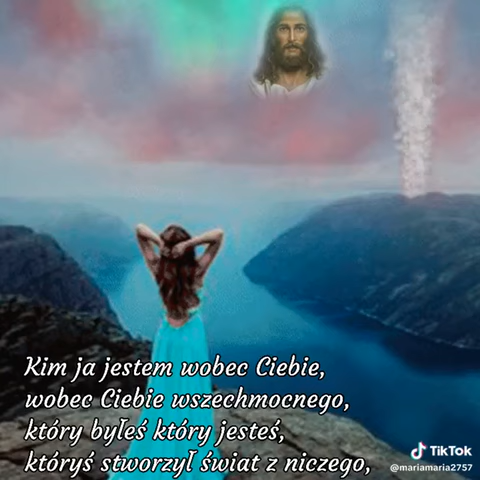 Kim ja jestem wobec Ciebie,
wobec Ciebie wszechmocnego,
który byłeś który jesteś,
któryś stworzył świat z niczego,
TikTok
@mariamaria2757